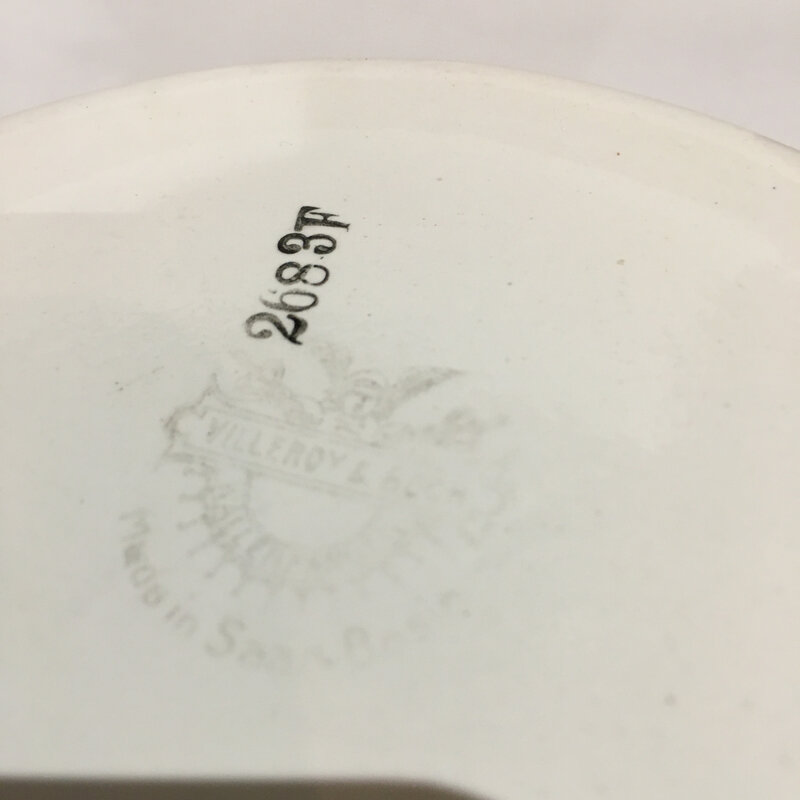 2683F
VILLEROY & BOCH
Made in Saar-Basin